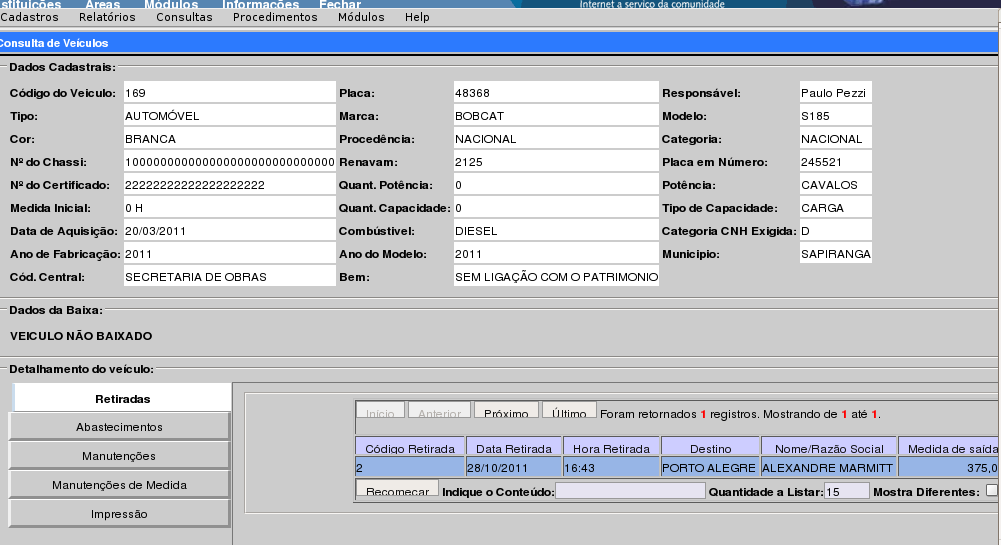 stituições Áreas Módulos Informações Fechar
Internet a serviço da comunidade
Cadastros Relatórios Consultas Procedimentos Módulos Help
Consulta de Veículos
Dados Cadastrais:
Código do Veiculo: 169 Placa: 48368 Responsável: Paulo Pezzi
Tipo: AUTOMÓVEL Marca: BOBCAT Modelo: S185
Cor: BRANCA Procedência: NACIONAL Categoria: NACIONAL
Nº do Chassi: Renavam: 2125 Placa em Número: 245521
Nº do Certificado: 22222222222222222222 Quant. Potência: 0 Potência: CAVALOS
Medida Inicial: 0 H Quant. Capacidade: 0 Tipo de Capacidade: CARGA
Data de Aquisição: 20/03/2011 Combústivel: DIESEL Categoria CNH Exigida: D
Ano de Fabricação: 2011 Ano do Modelo: 2011 Municipio: SAPIRANGA
Cód. Central: SECRETARIA DE OBRAS Bem: SEM LIGAÇÃO COM O PATRIMONIO
Dados da Baixa:
VEICULO NÃO BAIXADO
Detalhamento do veículo:
Retiradas
Abastecimentos
Manutenções
Manutenções de Medida
Impressão
Início Anterior Próximo Último Foram retornados 1 registros. Mostrando de 1 até 1.
Código Retirada Data Retirada Hora Retirada Destino Nome/Razão Social Medida de saída
2 28/10/2011 16:43 PORTO ALEGRE ALEXANDRE MARMITT 375,0
Recomeçar Indique o Conteúdo: Quantidade a Listar: 15 Mostra Diferentes: